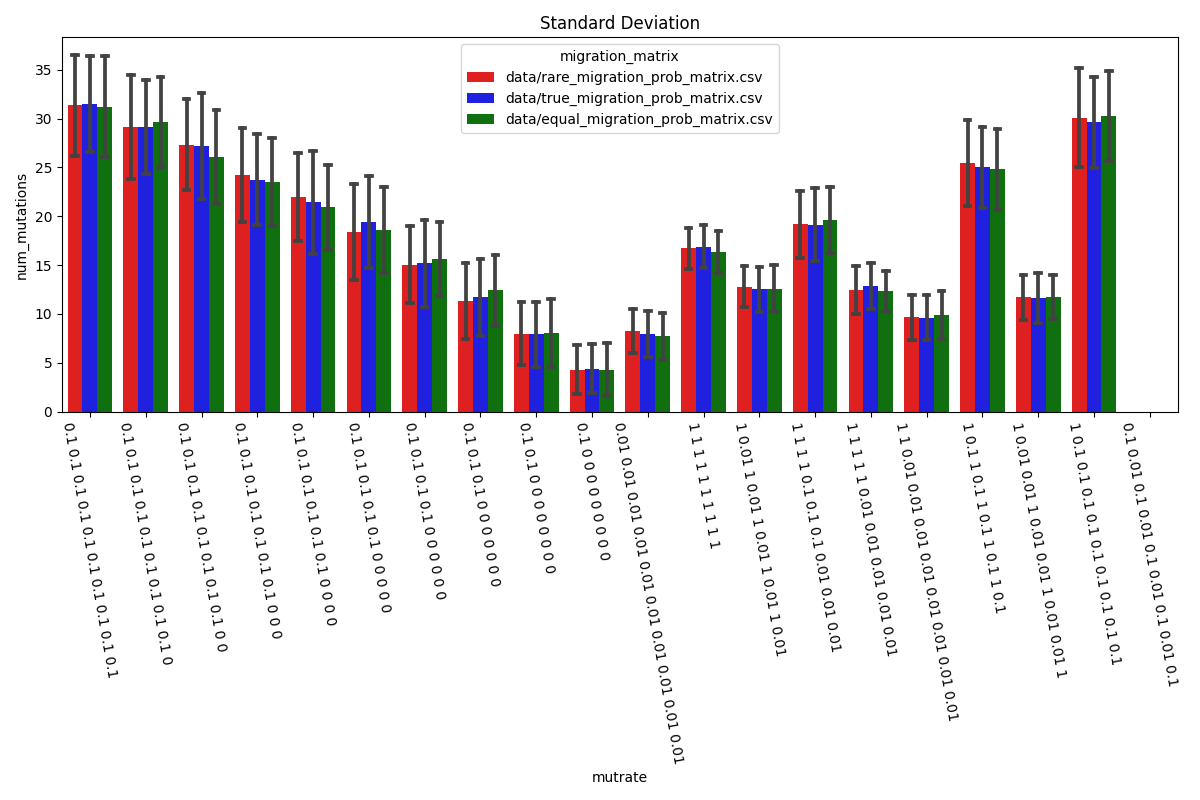 Standard Deviation
migration_matrix
data/rare_migration_prob_matrix.csv
data/true_migration_prob_matrix.csv
data/equal_migration_prob_matrix.csv
num_mutations
35
30
25
20
15
10
5
0
0.1 0.1 0.1 0.1 0.1 0.1 0.1 0.1 0.1 0.1
0.1 0.1 0.1 0.1 0.1 0.1 0.1 0.1 0.1 0
0.1 0.1 0.1 0.1 0.1 0.1 0.1 0.1 0 0
0.1 0.1 0.1 0.1 0.1 0.1 0.1 0 0 0
0.1 0.1 0.1 0.1 0.1 0.1 0 0 0 0
0.1 0.1 0.1 0.1 0.1 0 0 0 0 0
0.1 0.1 0.1 0.1 0 0 0 0 0 0
0.1 0.1 0.1 0 0 0 0 0 0 0
0.1 0.1 0 0 0 0 0 0 0 0
0.1 0 0 0 0 0 0 0 0 0
0.01 0.01 0.01 0.01 0.01 0.01 0.01 0.01 0.01 0.01
1 1 1 1 1 1 1 1 1 1
1 0.01 1 0.01 1 0.01 1 0.01 1 0.01
1 1 1 1 0.1 0.1 0.1 0.01 0.01 0.01
1 1 1 1 1 0.01 0.01 0.01 0.01 0.01
1 1 0.01 0.01 0.01 0.01 0.01 0.01 0.01 0.01
1 0.1 1 0.1 1 0.1 1 0.1 1 0.1
1 0.01 0.01 1 0.01 0.01 1 0.01 0.01 1
1 0.1 0.1 0.1 0.1 0.1 0.1 0.1 0.1 0.1
0.1 0.01 0.1 0.01 0.1 0.01 0.1 0.01 0.1
mutrate